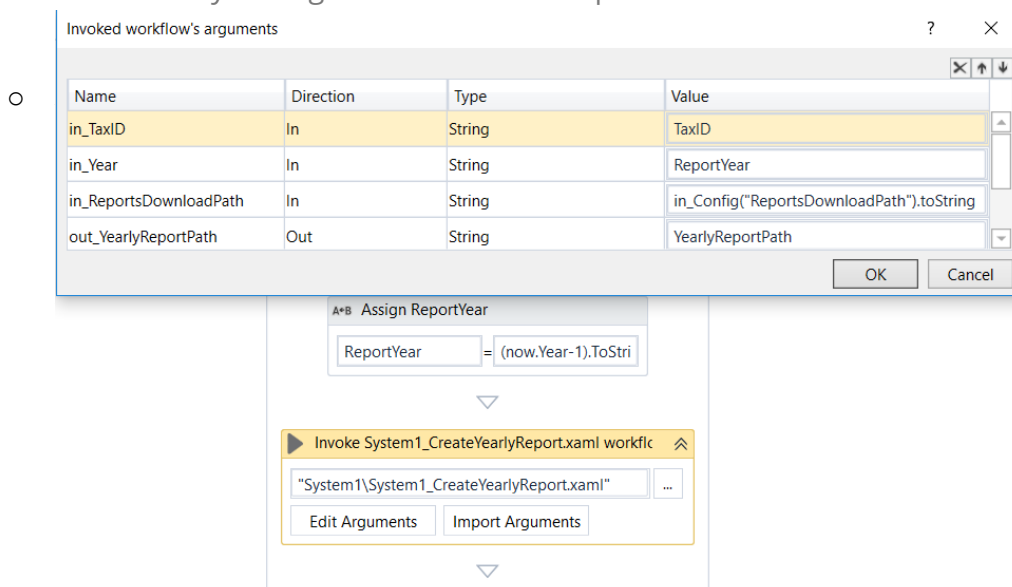 Invoked workflow's arguments ?
Name Direction Type Value
in_TaxID In String TaxID
in_Year In String ReportYear
in_ReportsDownloadPath In String in_Config("ReportsDownloadPath").toString
out_YearlyReportPath Out String YearlyReportPath
OK Cancel
A+B Assign ReportYear
ReportYear = (now.Year-1).ToStri
Invoke System1_CreateYearlyReport.xaml workflc
"System1\System1_CreateYearlyReport.xaml" ...
Edit Arguments Import Arguments